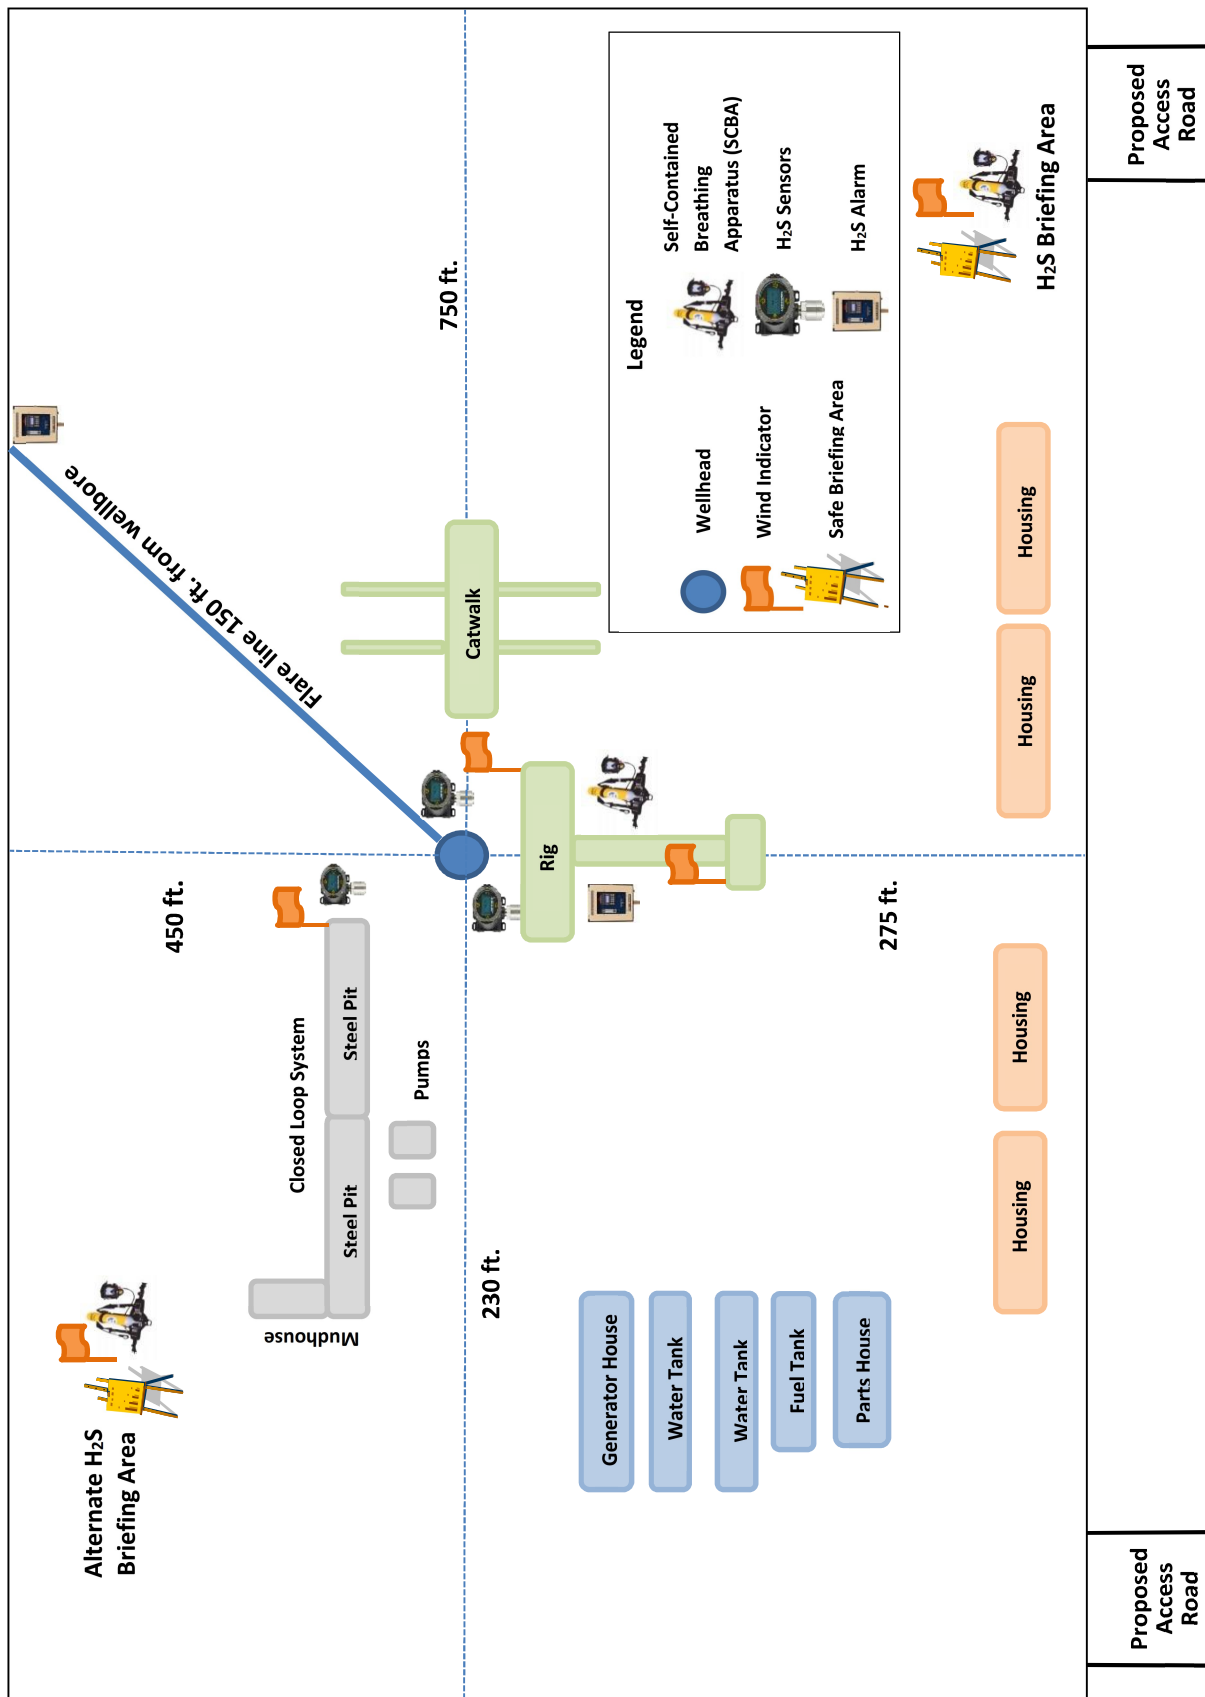 Alternate H2S
Briefing Area
Mudhouse
Closed Loop System
Steel Pit
Steel Pit
Pumps
450 ft.
Flare line 150 ft. from wellbore
750 ft.
230 ft.
Catwalk
Rig
275 ft.
Generator House
Water Tank
Water Tank
Fuel Tank
Parts House
Legend
Wellhead
Wind Indicator
Safe Briefing Area
Self-Contained
Breathing
Apparatus (SCBA)
H2S Sensors
H2S Alarm
Housing
Housing
Housing
Housing
H2S Briefing Area
Proposed
Access
Road
Proposed
Access
Road